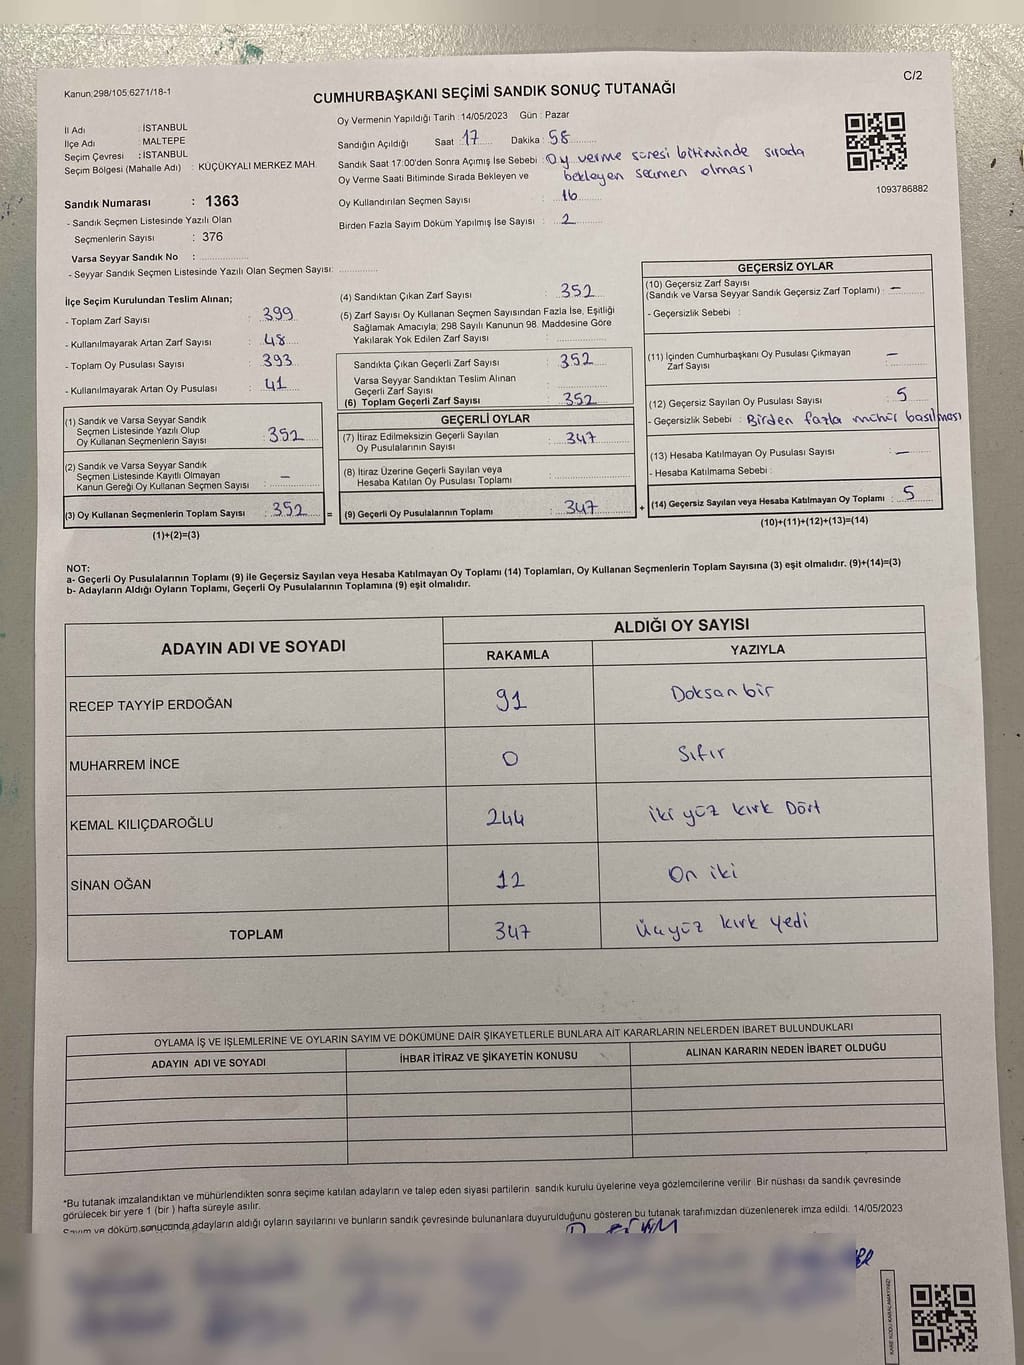 C/2
Kanun:298/105,6271/18-1
CUMHURBAŞKANI SEÇİMİ SANDIK SONUÇ TUTANAĞI
İl Adı : İSTANBUL
İlçe Adı : MALTEPE
Seçim Çevresi : İSTANBUL
Seçim Bölgesi (Mahalle Adı) : KÜÇÜKYALI MERKEZ MAH.
Sandık Numarası : 1363
- Sandık Seçmen Listesinde Yazılı Olan
Seçmenlerin Sayısı : 376
Varsa Seyyar Sandık No :
- Seyyar Sandık Seçmen Listesinde Yazılı Olan Seçmen Sayısı:
Oy Vermenin Yapıldığı Tarih : 14/05/2023 Gün : Pazar
Sandığın Açıldığı Saat : 17 Dakika : 58
Sandık Saat 17:00'den Sonra Açımış İse Sebebi : Oy verme süresi bitiminde sırada
bekleyen seçmen olması
Oy Verme Saati Bitiminde Sırada Bekleyen ve
Oy Kullandırılan Seçmen Sayısı : 16
Birden Fazla Sayım Döküm Yapılmış İse Sayısı : 2
1093786882
İlçe Seçim Kurulundan Teslim Alınan;
- Toplam Zarf Sayısı : 399
- Kullanılmayarak Artan Zarf Sayısı : 48
- Toplam Oy Pusulası Sayısı : 393
- Kullanılmayarak Artan Oy Pusulası : 41
(1) Sandık ve Varsa Seyyar Sandık
Seçmen Listesinde Yazılı Olup
Oy Kullanan Seçmenlerin Sayısı : 352
(2) Sandık ve Varsa Seyyar Sandık
Seçmen Listesinde Kayıtlı Olmayan
Kanun Gereği Oy Kullanan Seçmen Sayısı : –
(3) Oy Kullanan Seçmenlerin Toplam Sayısı : 352 =
(1)+(2)=(3)
(4) Sandıktan Çıkan Zarf Sayısı : 352
(5) Zarf Sayısı Oy Kullanan Seçmen Sayısından Fazla İse, Eşitliği
Sağlamak Amacıyla, 298 Sayılı Kanunun 98. Maddesine Göre
Yakılarak Yok Edilen Zarf Sayısı :
Sandıkta Çıkan Geçerli Zarf Sayısı : 352
Varsa Seyyar Sandıktan Teslim Alınan
Geçerli Zarf Sayısı :
(6) Toplam Geçerli Zarf Sayısı : 352
GEÇERLİ OYLAR
(7) İtiraz Edilmeksizin Geçerli Sayılan
Oy Pusulalarının Sayısı : 347
(8) İtiraz Üzerine Geçerli Sayılan veya
Hesaba Katılan Oy Pusulası Toplamı :
(9) Geçerli Oy Pusulalarının Toplamı : 347 +
GEÇERSİZ OYLAR
(10) Geçersiz Zarf Sayısı
(Sandık ve Varsa Seyyar Sandık Geçersiz Zarf Toplamı) : –
- Geçersizlik Sebebi :
(11) İçinden Cumhurbaşkanı Oy Pusulası Çıkmayan
Zarf Sayısı : –
(12) Geçersiz Sayılan Oy Pusulası Sayısı : 5
- Geçersizlik Sebebi : Birden fazla mühür basılması
(13) Hesaba Katılmayan Oy Pusulası Sayısı : –
- Hesaba Katılmama Sebebi :
(14) Geçersiz Sayılan veya Hesaba Katılmayan Oy Toplamı : 5
(10)+(11)+(12)+(13)=(14)
NOT:
a- Geçerli Oy Pusulalarının Toplamı (9) ile Geçersiz Sayılan veya Hesaba Katılmayan Oy Toplamı (14) Toplamları, Oy Kullanan Seçmenlerin Toplam Sayısına (3) eşit olmalıdır. (9)+(14)=(3)
b- Adayların Aldığı Oyların Toplamı, Geçerli Oy Pusulalarının Toplamına (9) eşit olmalıdır.
ADAYIN ADI VE SOYADI ALDIĞI OY SAYISI
RAKAMLA YAZIYLA
RECEP TAYYİP ERDOĞAN 91 Doksan bir
MUHARREM İNCE 0 Sıfır
KEMAL KILIÇDAROĞLU 244 iki yüz kırk Dört
SİNAN OĞAN 12 On iki
TOPLAM 347 Üçyüz kırk yedi
OYLAMA İŞ VE İŞLEMLERİNE VE OYLARIN SAYIM VE DÖKÜMÜNE DAİR ŞİKAYETLERLE BUNLARA AİT KARARLARIN NELERDEN İBARET BULUNDUKLARI
ADAYIN ADI VE SOYADI İHBAR İTİRAZ VE ŞİKAYETİN KONUSU ALINAN KARARIN NEDEN İBARET OLDUĞU
*Bu tutanak imzalandıktan ve mühürlendikten sonra seçime katılan adayların ve talep eden siyasi partilerin sandık kurulu üyelerine veya gözlemcilerine verilir. Bir nüshası da sandık çevresinde
görülecek bir yere 1 (bir) hafta süreyle asılır.
Sayım ve döküm sonucunda adayların aldığı oyların sayılarını ve bunların sandık çevresinde bulunanlara duyurulduğunu gösteren bu tutanak tarafımızdan düzenlenerek imza edildi. 14/05/2023
KARE KODU KARALAMAYINIZ!